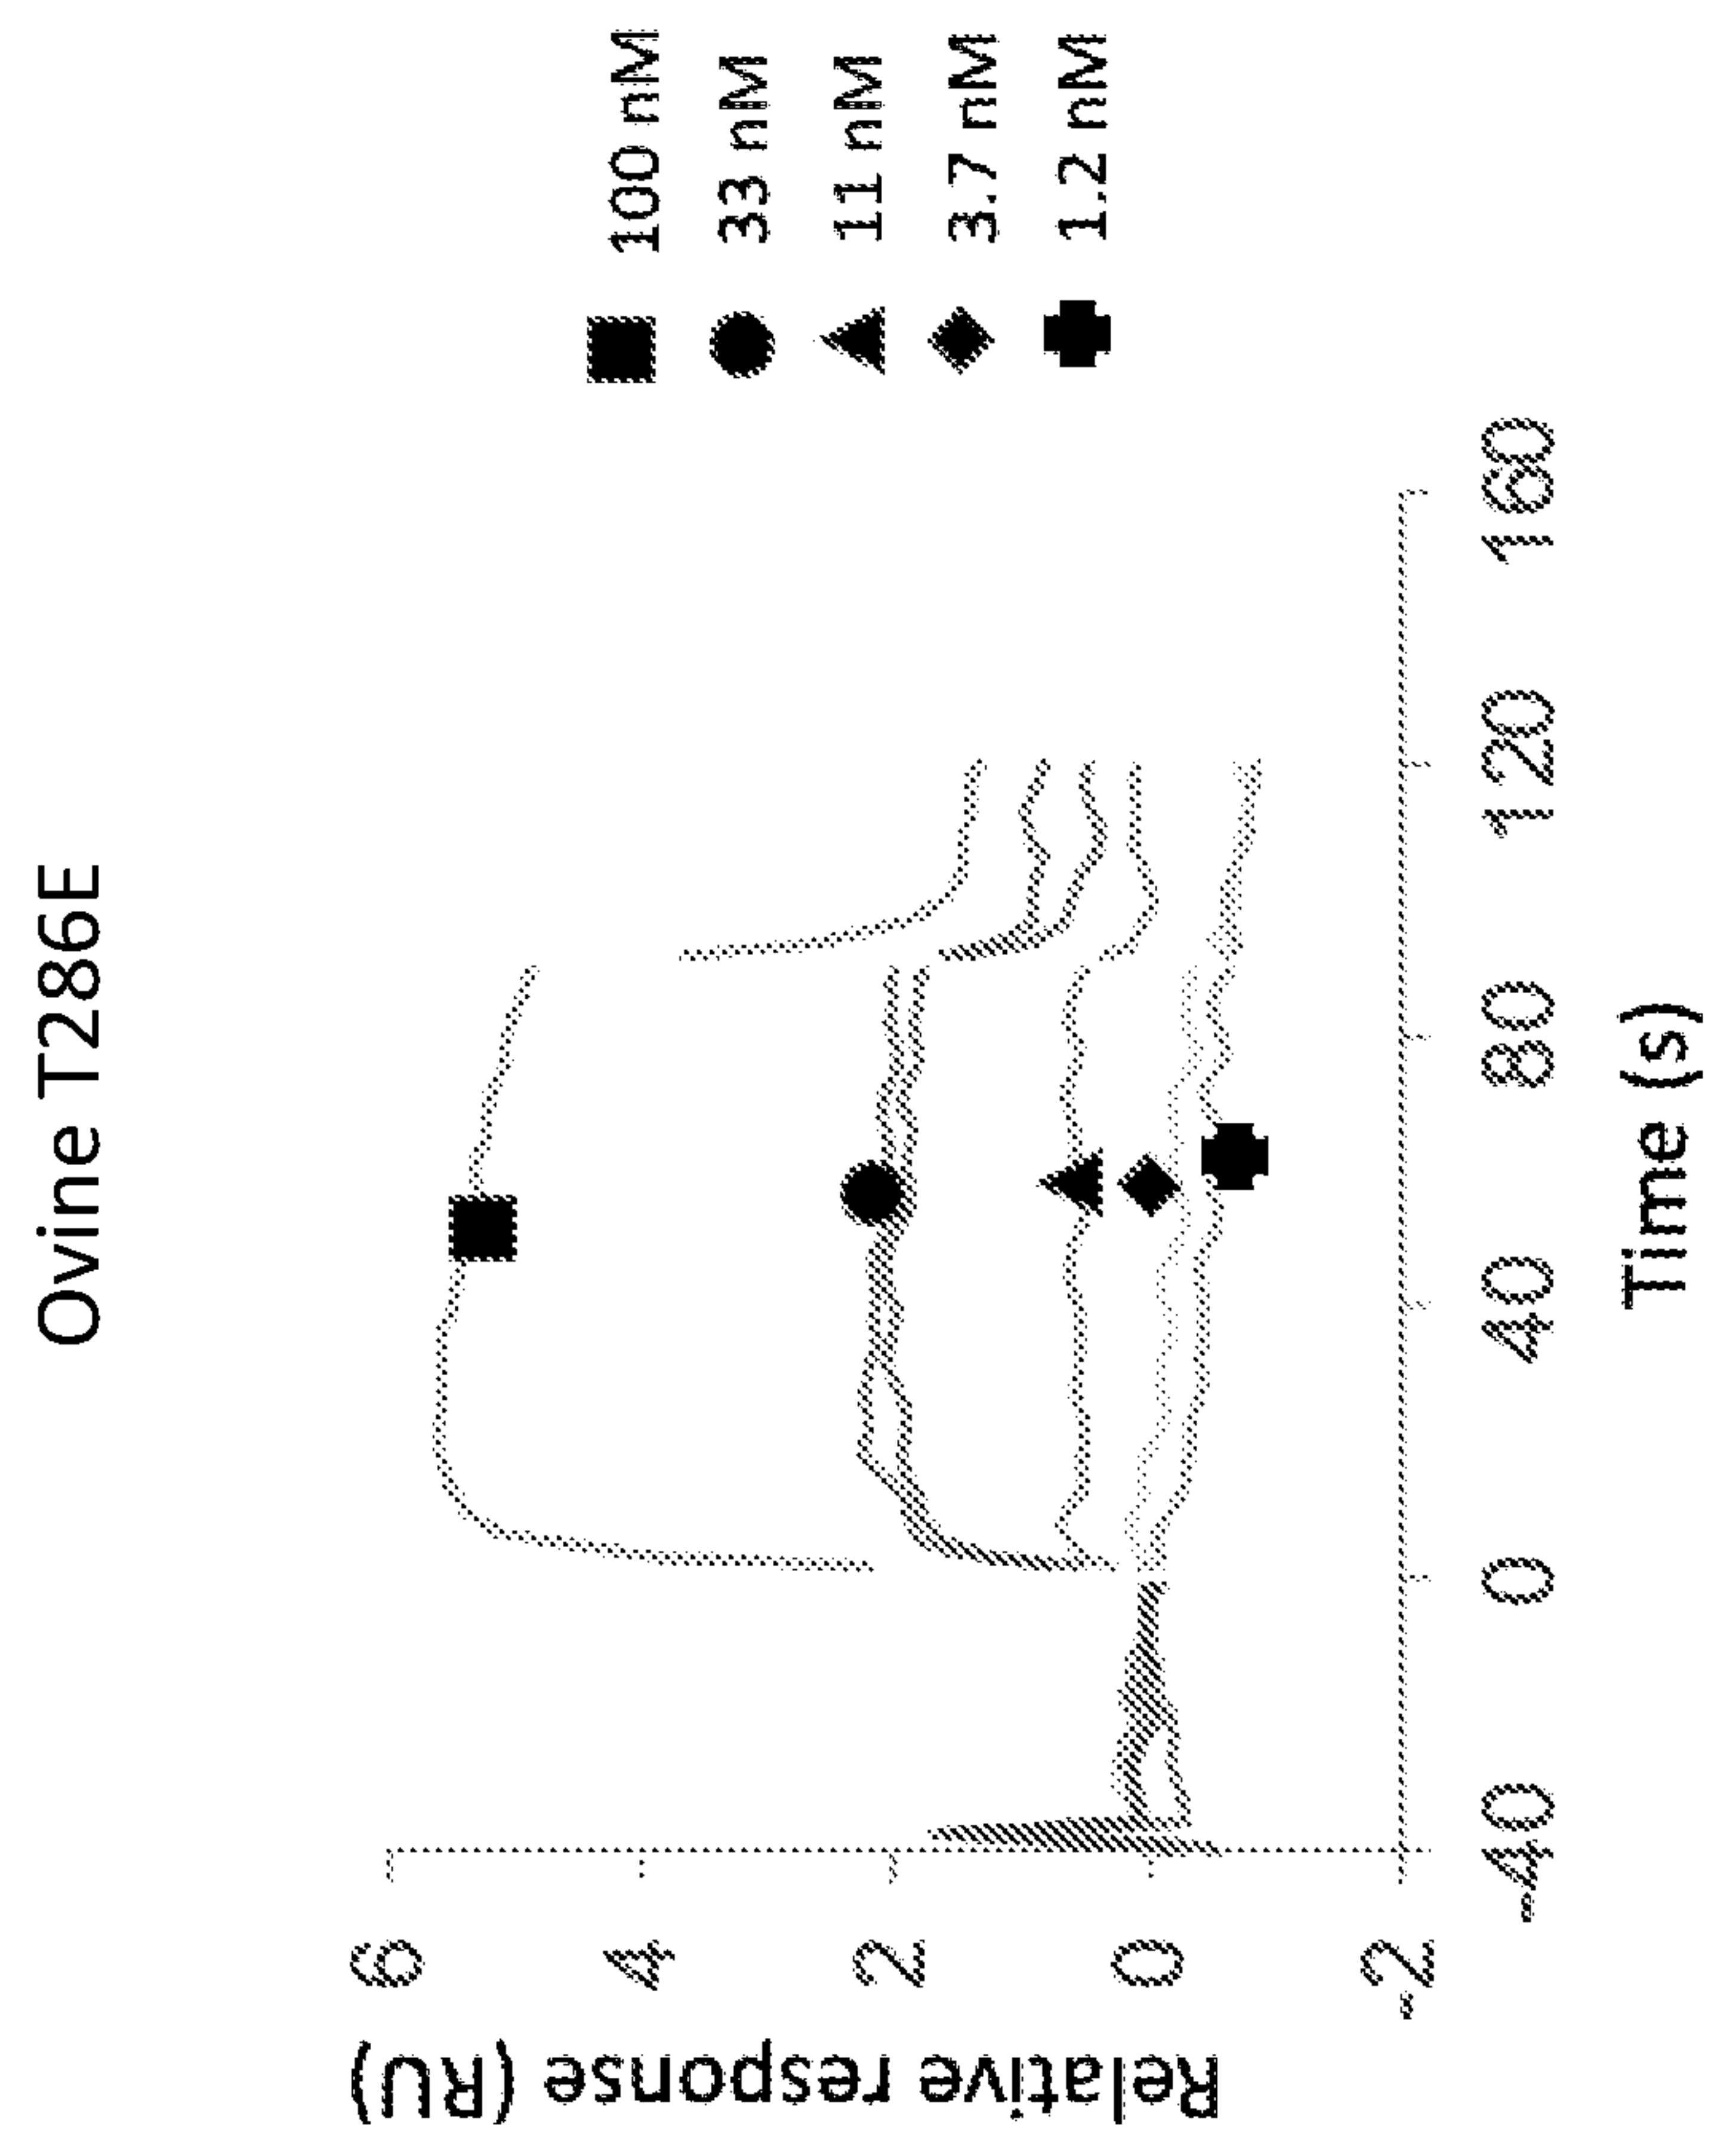 Ovine T286E
Relative response (RU)
6
4
2
0
-2
-40
0
40
80
120
160
Time (s)
100 nM
33 nM
11 nM
3.7 nM
1.2 nM